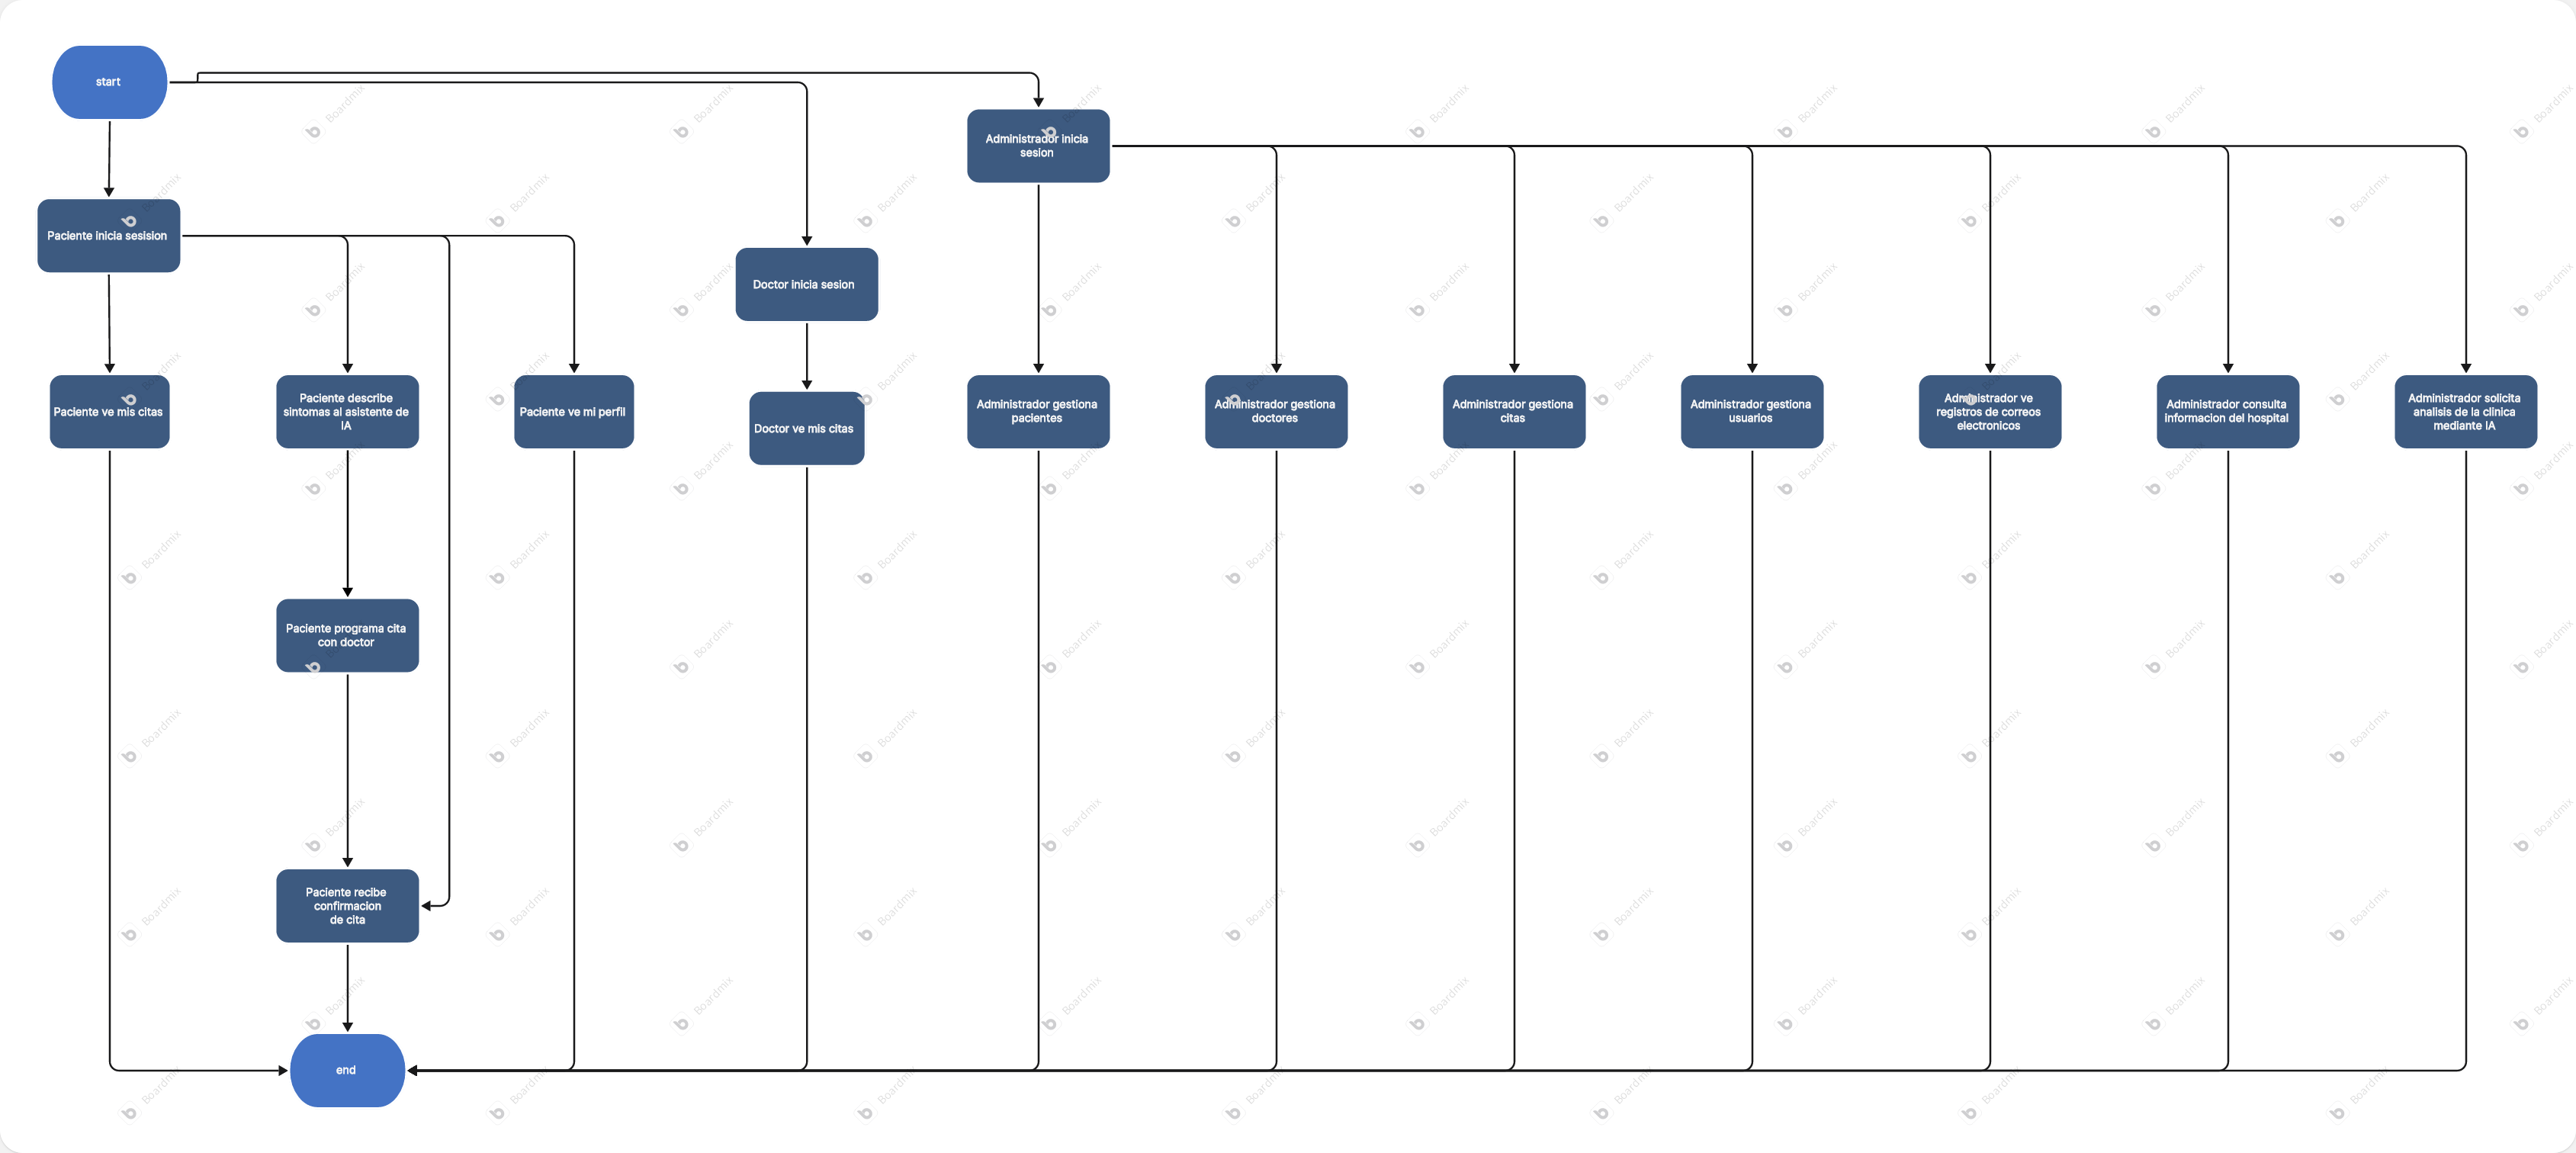 start
Administrador inicia
sesion
Paciente inicia sesision
Doctor inicia sesion
Paciente ve mis citas
Paciente describe
sintomas al asistente de
IA
Paciente ve mi perfil
Doctor ve mis citas
Administrador gestiona
pacientes
Administrador gestiona
doctores
Administrador gestiona
citas
Administrador gestiona
usuarios
Administrador ve
registros de correos
electronicos
Administrador consulta
informacion del hospital
Administrador solicita
analisis de la clinica
mediante IA
Paciente programa cita
con doctor
Paciente recibe
confirmacion
de cita
end
Boardmix